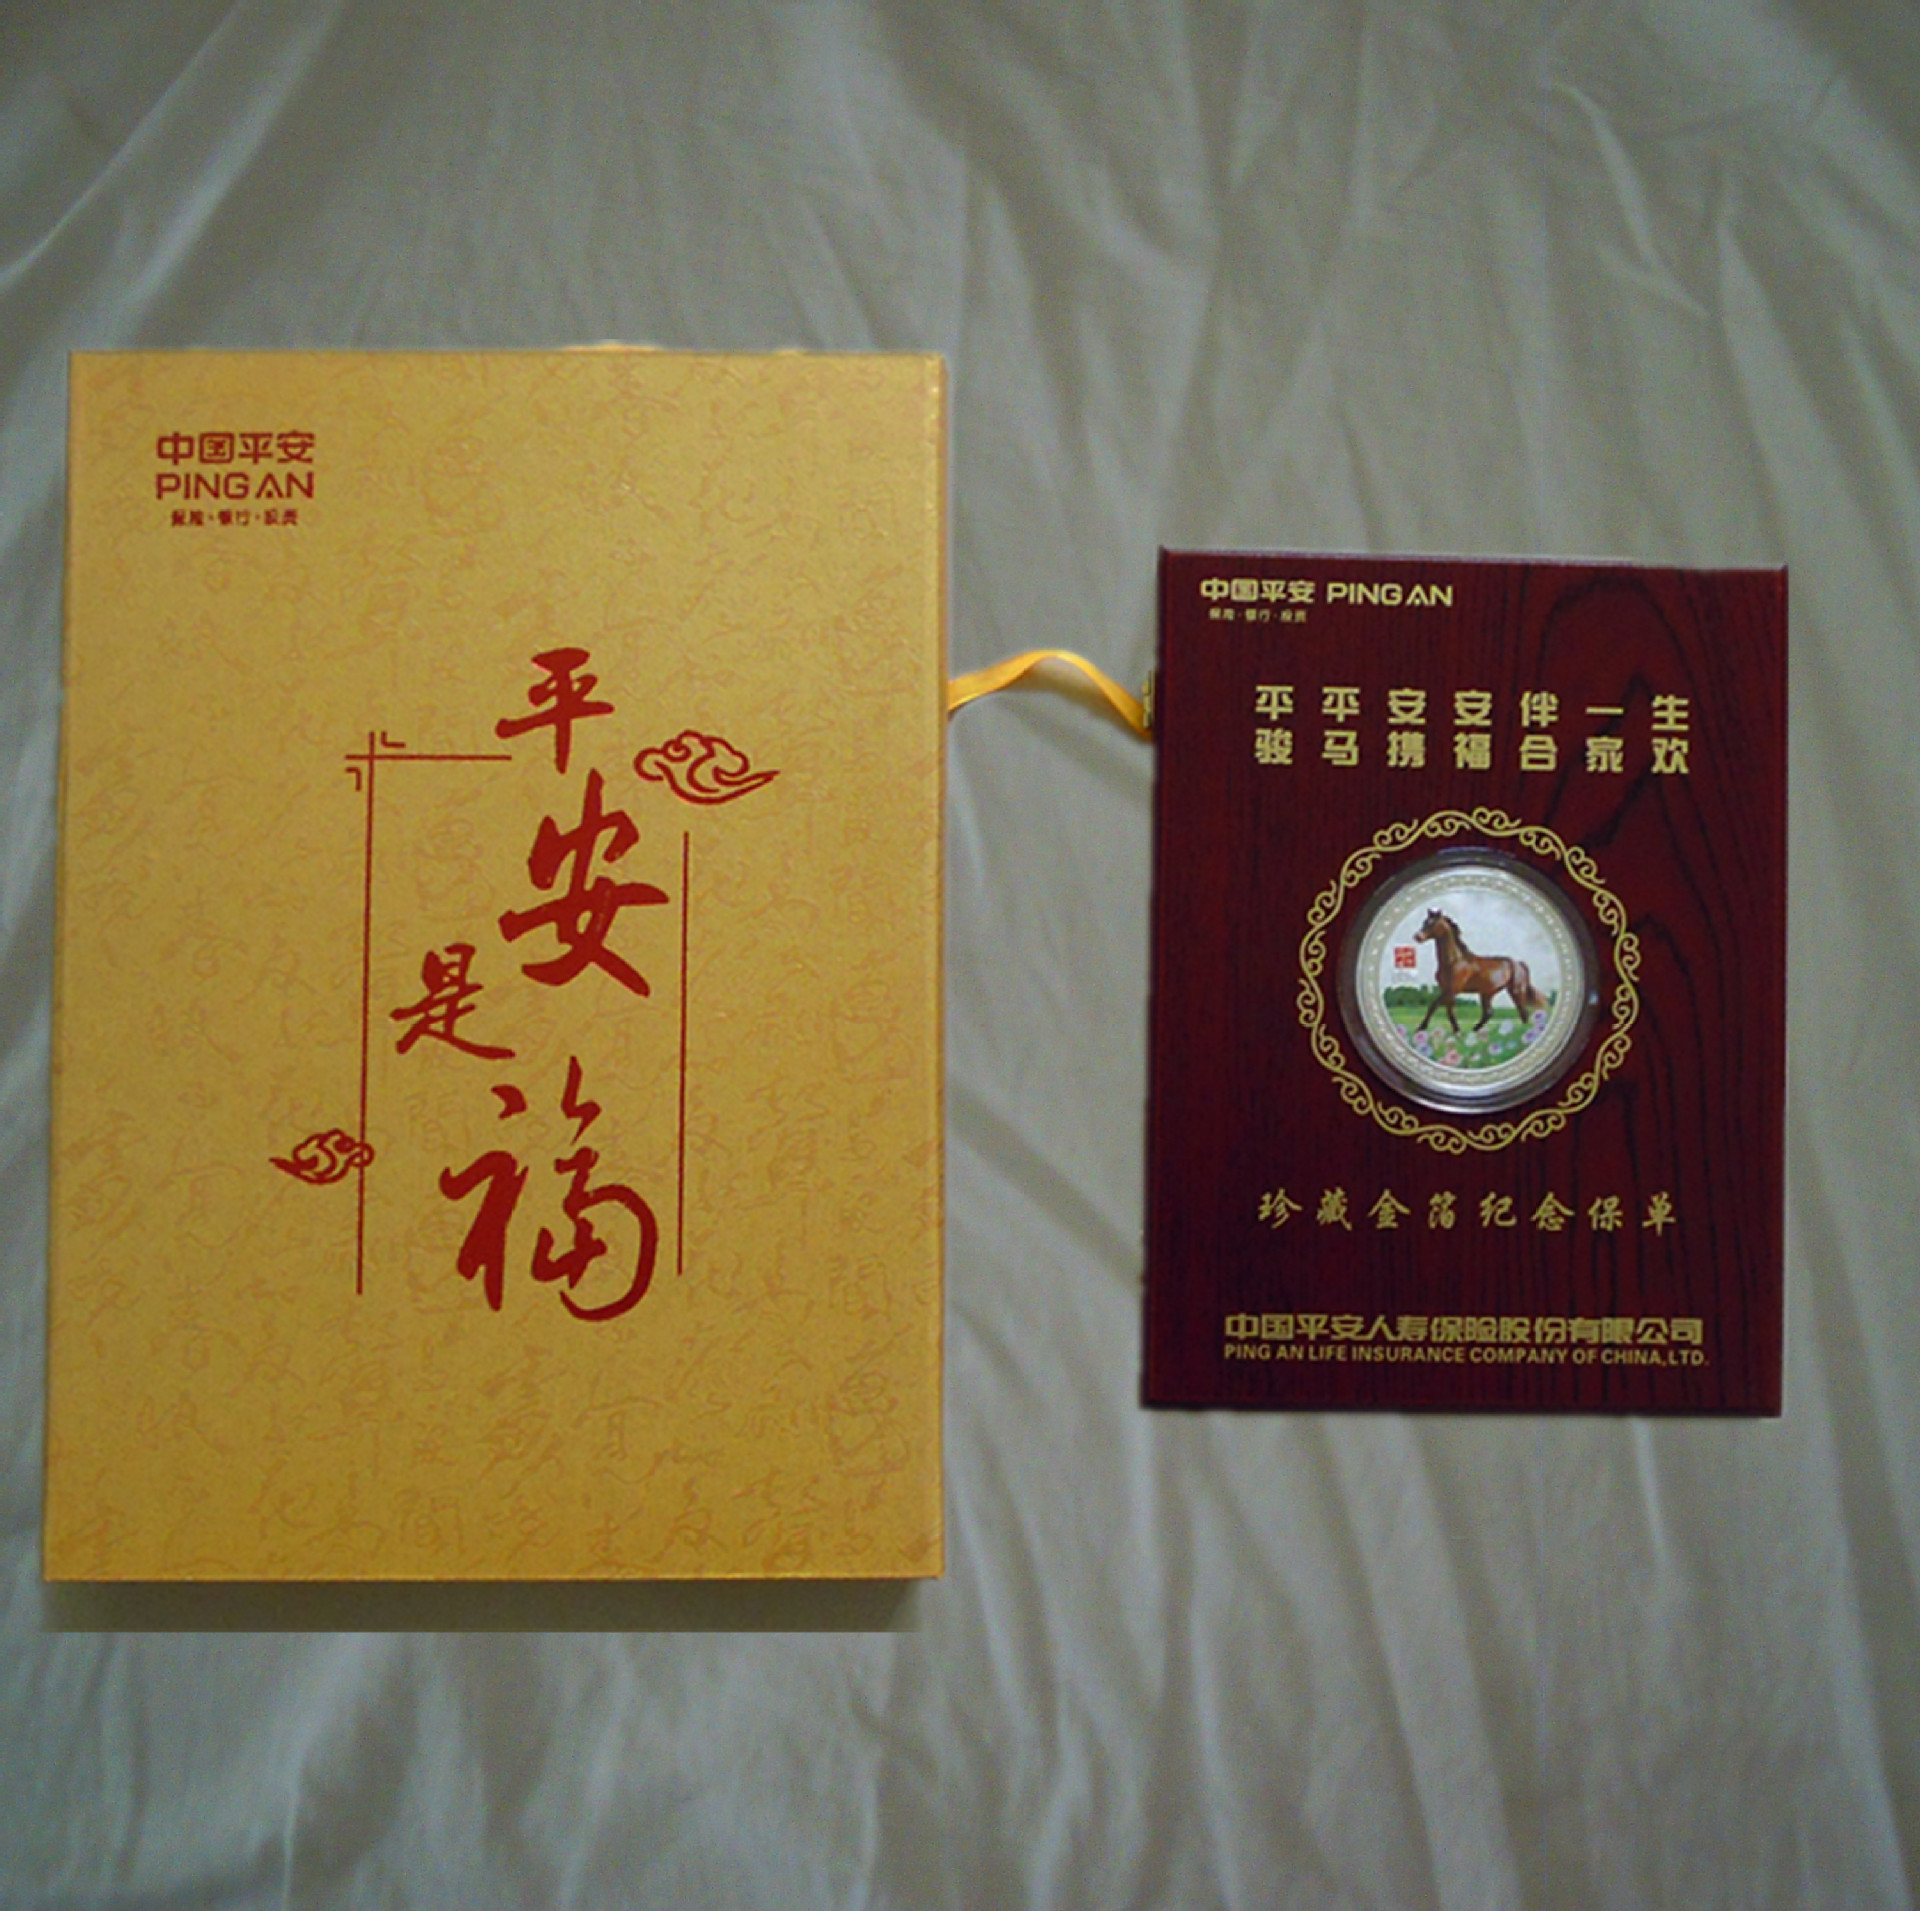 中国平安
PING AN
保险·银行·投资
平安是福
中国平安 PING AN
保险·银行·投资
平平安安伴一生
骏马携福合家欢
珍藏金箔纪念保单
中国平安人寿保险股份有限公司
PING AN LIFE INSURANCE COMPANY OF CHINA, LTD.